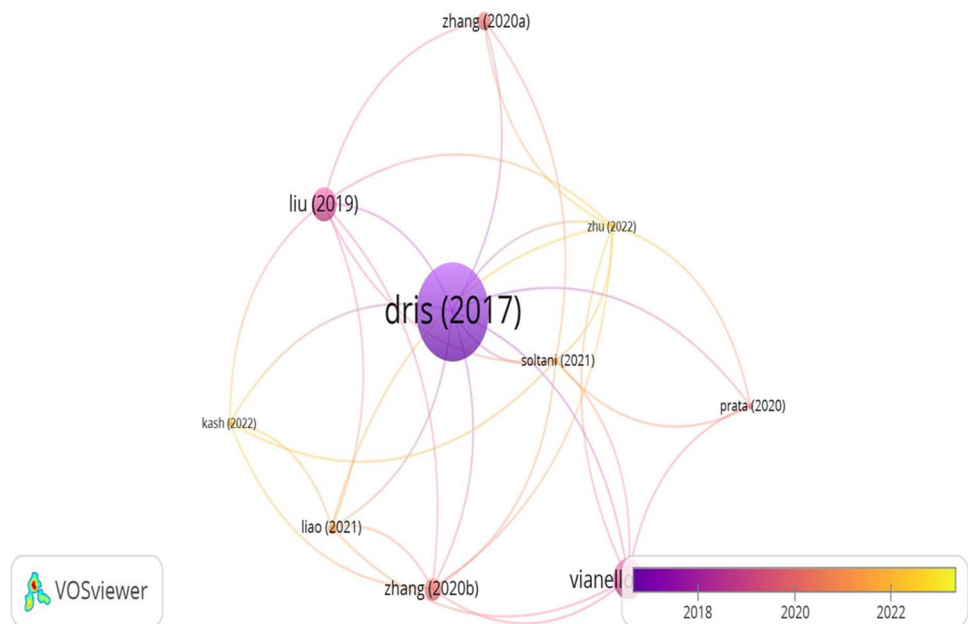 zhang (2020a)
liu (2019)
zhu (2022)
dris (2017)
soltani (2021)
prata (2020)
kash (2022)
liao (2021)
zhang (2020b)
vianello
VOSviewer
2018
2020
2022